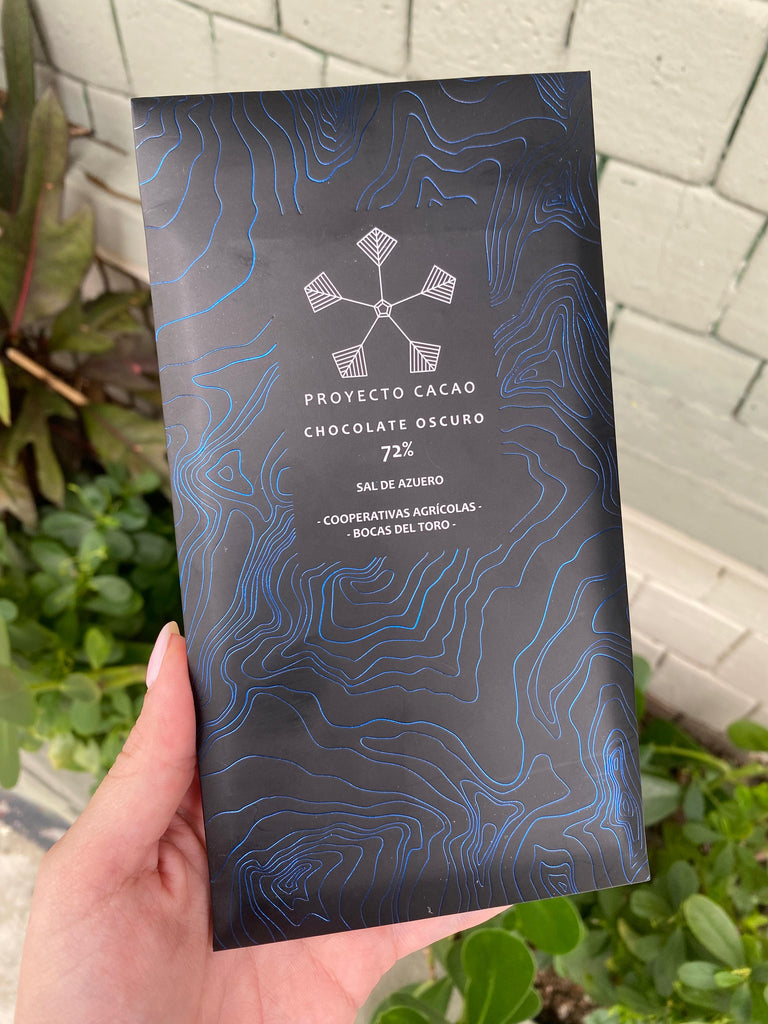 PROYECTO CACAO
CHOCOLATE OSCURO
72%
SAL DE AZUERO
- COOPERATIVAS AGRÍCOLAS -
- BOCAS DEL TORO -